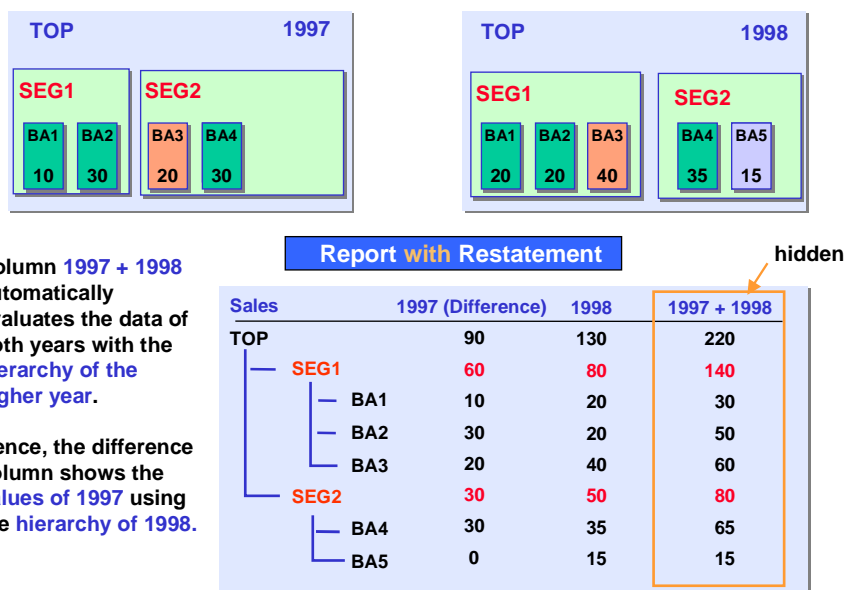 TOP 1997
SEG1 SEG2
BA1 BA2 BA3 BA4
10 30 20 30
TOP 1998
SEG1 SEG2
BA1 BA2 BA3 BA4 BA5
20 20 40 35 15
Report with Restatement
hidden
olumn 1997 + 1998
utomatically
valuates the data of
oth years with the
ierarchy of the
igher year.
ence, the difference
olumn shows the
alues of 1997 using
e hierarchy of 1998.
Sales 1997 (Difference) 1998 1997 + 1998
TOP 90 130 220
SEG1 60 80 140
BA1 10 20 30
BA2 30 20 50
BA3 20 40 60
SEG2 30 50 80
BA4 30 35 65
BA5 0 15 15